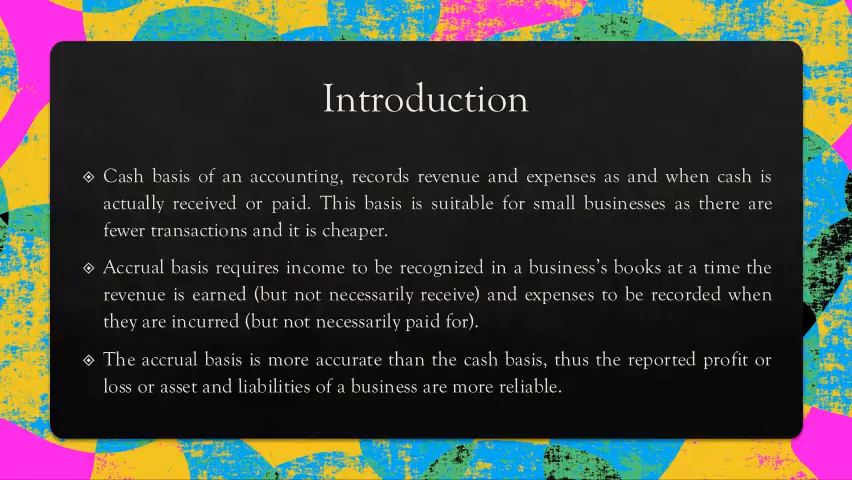 Introduction
Cash basis of an accounting, records revenue and expenses as and when cash is
actually received or paid. This basis is suitable for small businesses as there are
fewer transactions and it is cheaper.
Accrual basis requires income to be recognized in a business's books at a time the
revenue is earned (but not necessarily receive) and expenses to be recorded when
they are incurred (but not necessarily paid for).
The accrual basis is more accurate than the cash basis, thus the reported profit or
loss or asset and liabilities of a business are more reliable.